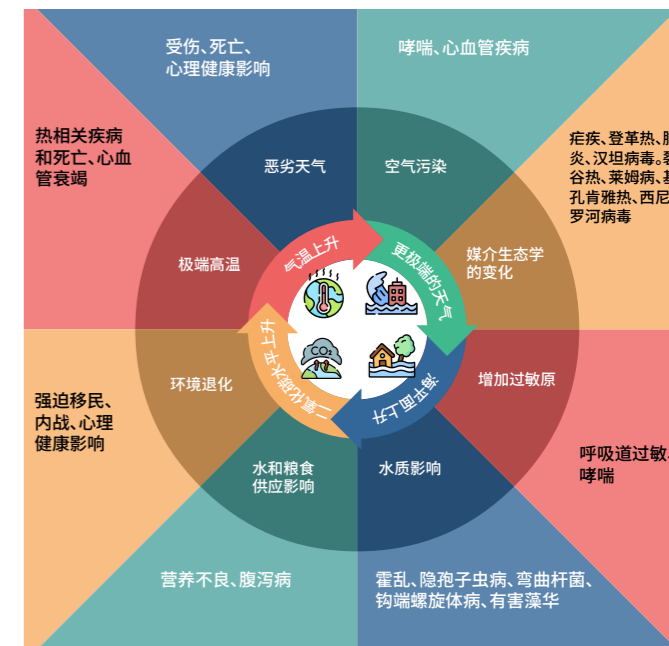 受伤、死亡、
心理健康影响
哮喘、心血管疾病
热相关疾病
和死亡、心血
管衰竭
疟疾、登革热、
炎、汉坦病毒。
谷热、莱姆病、
孔肯雅热、西尼
罗河病毒
恶劣天气
空气污染
极端高温
媒介生态学
的变化
气温上升
更极端的天气
CO2
二氧化碳水平上升
海平面上升
环境退化
增加过敏原
强迫移民、
内战、心理
健康影响
水和粮食
供应影响
水质影响
呼吸道过敏、
哮喘
营养不良、腹泻病
霍乱、隐孢子虫病、弯曲杆菌、
钩端螺旋体病、有害藻华